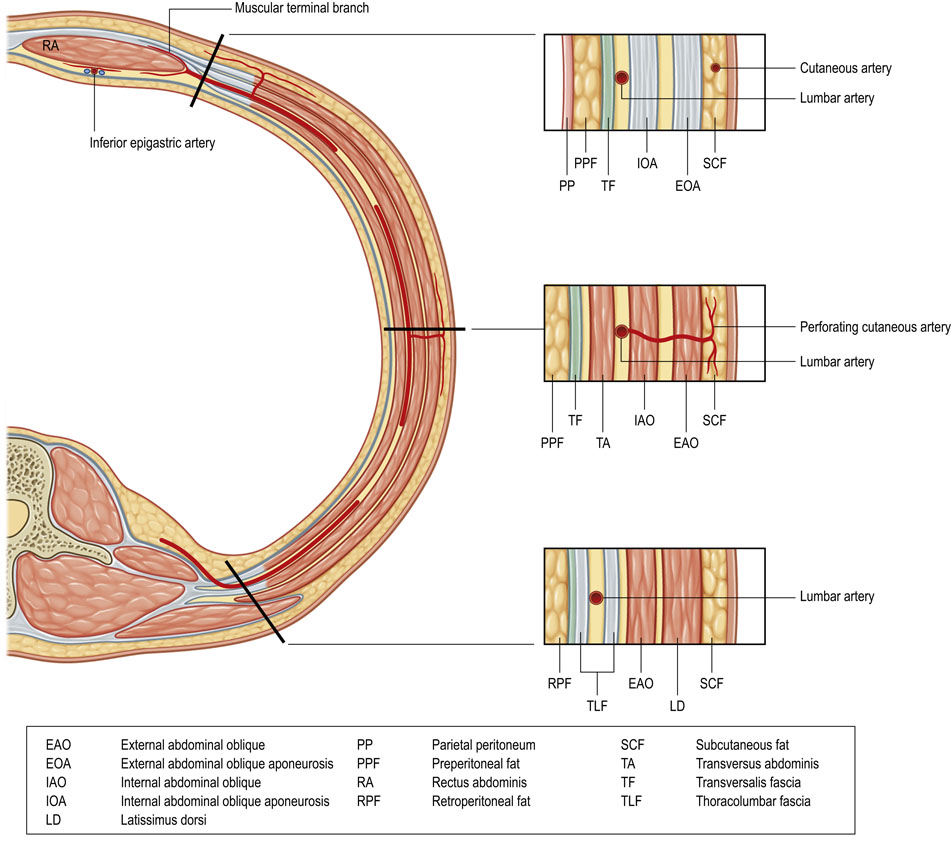 Muscular terminal branch
RA
Inferior epigastric artery
Cutaneous artery
Lumbar artery
PPF IOA SCF
PP TF EOA
Perforating cutaneous artery
Lumbar artery
TF IAO SCF
PPF TA EAO
Lumbar artery
RPF EAO SCF
TLF LD
EAO External abdominal oblique PP Parietal peritoneum SCF Subcutaneous fat
EOA External abdominal oblique aponeurosis PPF Preperitoneal fat TA Transversus abdominis
IAO Internal abdominal oblique RA Rectus abdominis TF Transversalis fascia
IOA Internal abdominal oblique aponeurosis RPF Retroperitoneal fat TLF Thoracolumbar fascia
LD Latissimus dorsi